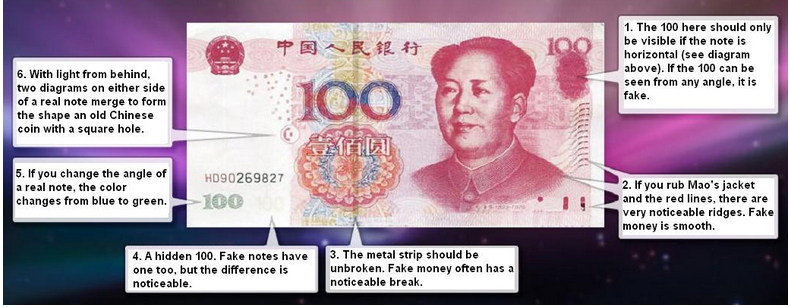 中国人民银行
100
100
壹佰圆
HD90269827
100
100
1. The 100 here should only
be visible if the note is
horizontal (see diagram
above). If the 100 can be
seen from any angle, it is
fake.
2. If you rub Mao's jacket
and the red lines, there are
very noticeable ridges. Fake
money is smooth.
3. The metal strip should be
unbroken. Fake money often has a
noticeable break.
4. A hidden 100. Fake notes have
one too, but the difference is
noticeable.
5. If you change the angle of
a real note, the color
changes from blue to green.
6. With light from behind,
two diagrams on either side
of a real note merge to form
the shape an old Chinese
coin with a square hole.